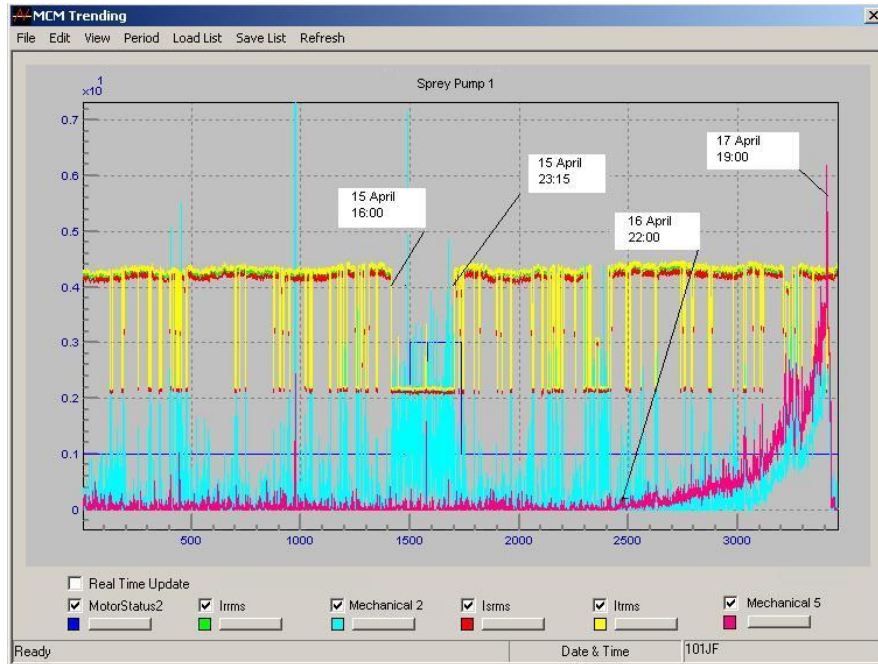 MCM Trending
File Edit View Period Load List Save List Refresh
Sprey Pump 1
×10 1
0.7
0.6
0.5
0.4
0.3
0.2
0.1
0
17 April
19:00
15 April
23:15
15 April
16:00
16 April
22:00
500 1000 1500 2000 2500 3000
Real Time Update
MotorStatus2 Irrms Mechanical 2 Isrms Itrms Mechanical 5
Ready Date & Time 101JF